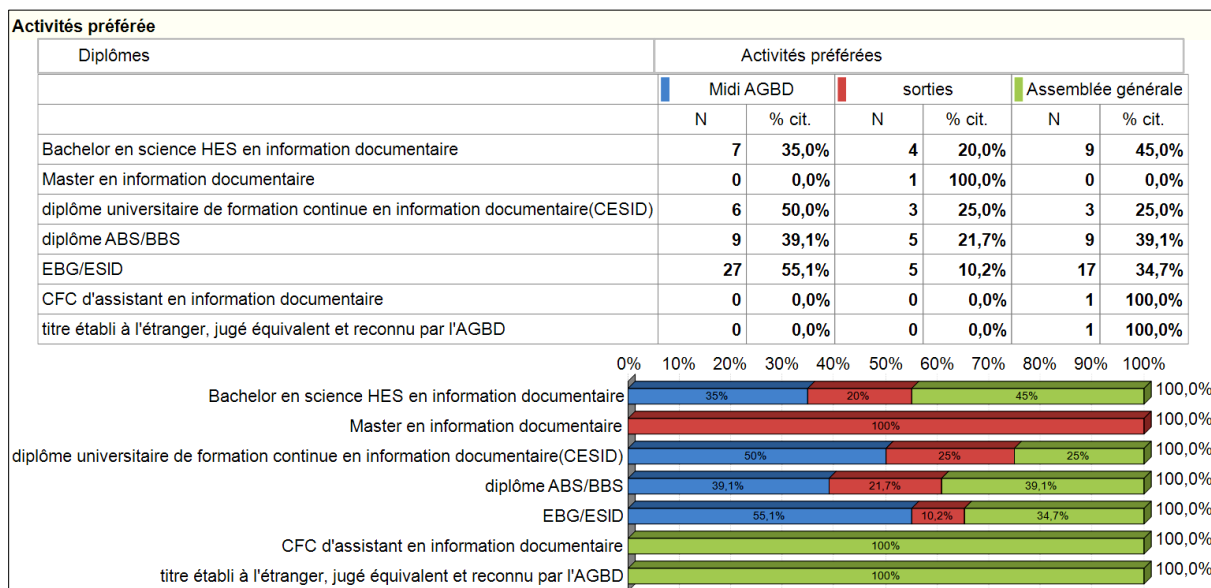 Activités préférée
Diplômes Activités préférées
Midi AGBD sorties Assemblée générale
N % cit. N % cit. N % cit.
Bachelor en science HES en information documentaire 7 35,0% 4 20,0% 9 45,0%
Master en information documentaire 0 0,0% 1 100,0% 0 0,0%
diplôme universitaire de formation continue en information documentaire(CESID) 6 50,0% 3 25,0% 3 25,0%
diplôme ABS/BBS 9 39,1% 5 21,7% 9 39,1%
EBG/ESID 27 55,1% 5 10,2% 17 34,7%
CFC d'assistant en information documentaire 0 0,0% 0 0,0% 1 100,0%
titre établi à l'étranger, jugé équivalent et reconnu par l'AGBD 0 0,0% 0 0,0% 1 100,0%
0% 10% 20% 30% 40% 50% 60% 70% 80% 90% 100%
Bachelor en science HES en information documentaire 35% 20% 45% 100,0%
Master en information documentaire 100% 100,0%
diplôme universitaire de formation continue en information documentaire(CESID) 50% 25% 25% 100,0%
diplôme ABS/BBS 39,1% 21,7% 39,1% 100,0%
EBG/ESID 55,1% 10,2% 34,7% 100,0%
CFC d'assistant en information documentaire 100% 100,0%
titre établi à l'étranger, jugé équivalent et reconnu par l'AGBD 100% 100,0%